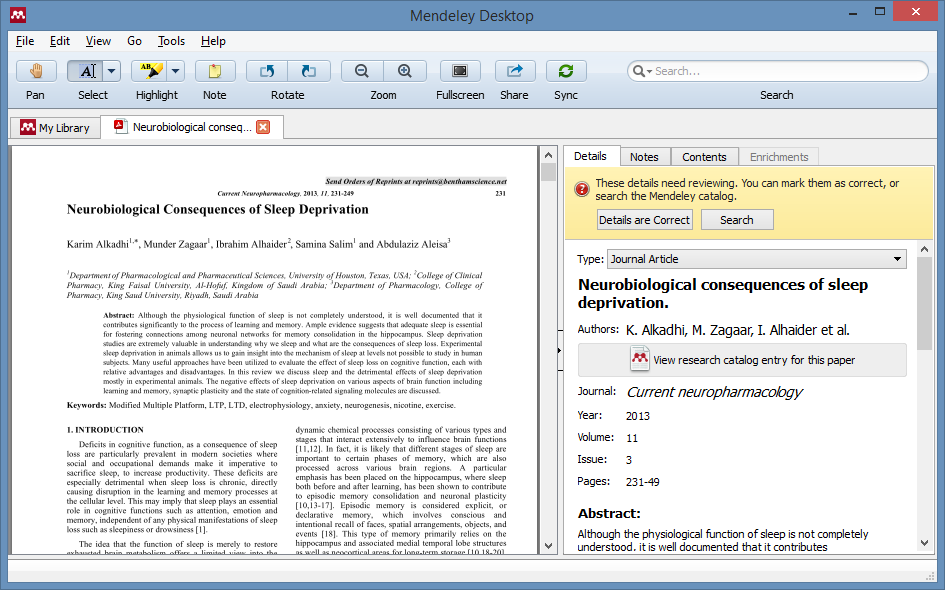 Mendeley Desktop
File Edit View Go Tools Help
Pan Select Highlight Note Rotate Zoom Fullscreen Share Sync Search
Search...
My Library
Neurobiological conseq...
Send Orders of Reprints at reprints@benthamscience.net
Current Neuropharmacology, 2013, 11, 231-249 231
Neurobiological Consequences of Sleep Deprivation
Karim Alkadhi1,*, Munder Zagaar1, Ibrahim Alhaider2, Samina Salim1 and Abdulaziz Aleisa3
1Department of Pharmacological and Pharmaceutical Sciences, University of Houston, Texas, USA; 2College of Clinical
Pharmacy, King Faisal University, Al-Hofuf, Kingdom of Saudi Arabia; 3Department of Pharmacology, College of
Pharmacy, King Saud University, Riyadh, Saudi Arabia
Abstract: Although the physiological function of sleep is not completely understood, it is well documented that it
contributes significantly to the process of learning and memory. Ample evidence suggests that adequate sleep is essential
for fostering connections among neuronal networks for memory consolidation in the hippocampus. Sleep deprivation
studies are extremely valuable in understanding why we sleep and what are the consequences of sleep loss. Experimental
sleep deprivation in animals allows us to gain insight into the mechanism of sleep at levels not possible to study in human
subjects. Many useful approaches have been utilized to evaluate the effect of sleep loss on cognitive function, each with
relative advantages and disadvantages. In this review we discuss sleep and the detrimental effects of sleep deprivation
mostly in experimental animals. The negative effects of sleep deprivation on various aspects of brain function including
learning and memory, synaptic plasticity and the state of cognition-related signaling molecules are discussed.
Keywords: Modified Multiple Platform, LTP, LTD, electrophysiology, anxiety, neurogenesis, nicotine, exercise.
1. INTRODUCTION
Deficits in cognitive function, as a consequence of sleep
loss are particularly prevalent in modern societies where
social and occupational demands make it imperative to
sacrifice sleep, to increase productivity. These deficits are
especially detrimental when sleep loss is chronic, directly
causing disruption in the learning and memory processes at
the cellular level. This may imply that sleep plays an essential
role in cognitive functions such as attention, emotion and
memory, independent of any physical manifestations of sleep
loss such as sleepiness or drowsiness [1].
The idea that the function of sleep is merely to restore
exhausted brain metabolism offers a limited view into the
dynamic chemical processes consisting of various types and
stages that interact extensively to influence brain functions
[11,12]. In fact, it is likely that different stages of sleep are
important to certain phases of memory, which are also
processed across various brain regions. A particular
emphasis has been placed on the hippocampus, where sleep
both before and after learning, has been shown to contribute
to episodic memory consolidation and neuronal plasticity
[10,13-17]. Episodic memory is considered explicit, or
declarative memory, which involves conscious and
intentional recall of faces, spatial arrangements, objects, and
events [18]. This type of memory primarily relies on the
hippocampus and associated medial temporal lobe structures
as well as neocortical areas for long-term storage [10,18-20].
Details Notes Contents Enrichments
These details need reviewing. You can mark them as correct, or
search the Mendeley catalog.
Details are Correct Search
Type: Journal Article
Neurobiological consequences of sleep
deprivation.
Authors: K. Alkadhi, M. Zagaar, I. Alhaider et al.
View research catalog entry for this paper
Journal: Current neuropharmacology
Year: 2013
Volume: 11
Issue: 3
Pages: 231-49
Abstract:
Although the physiological function of sleep is not completely
understood, it is well documented that it contributes